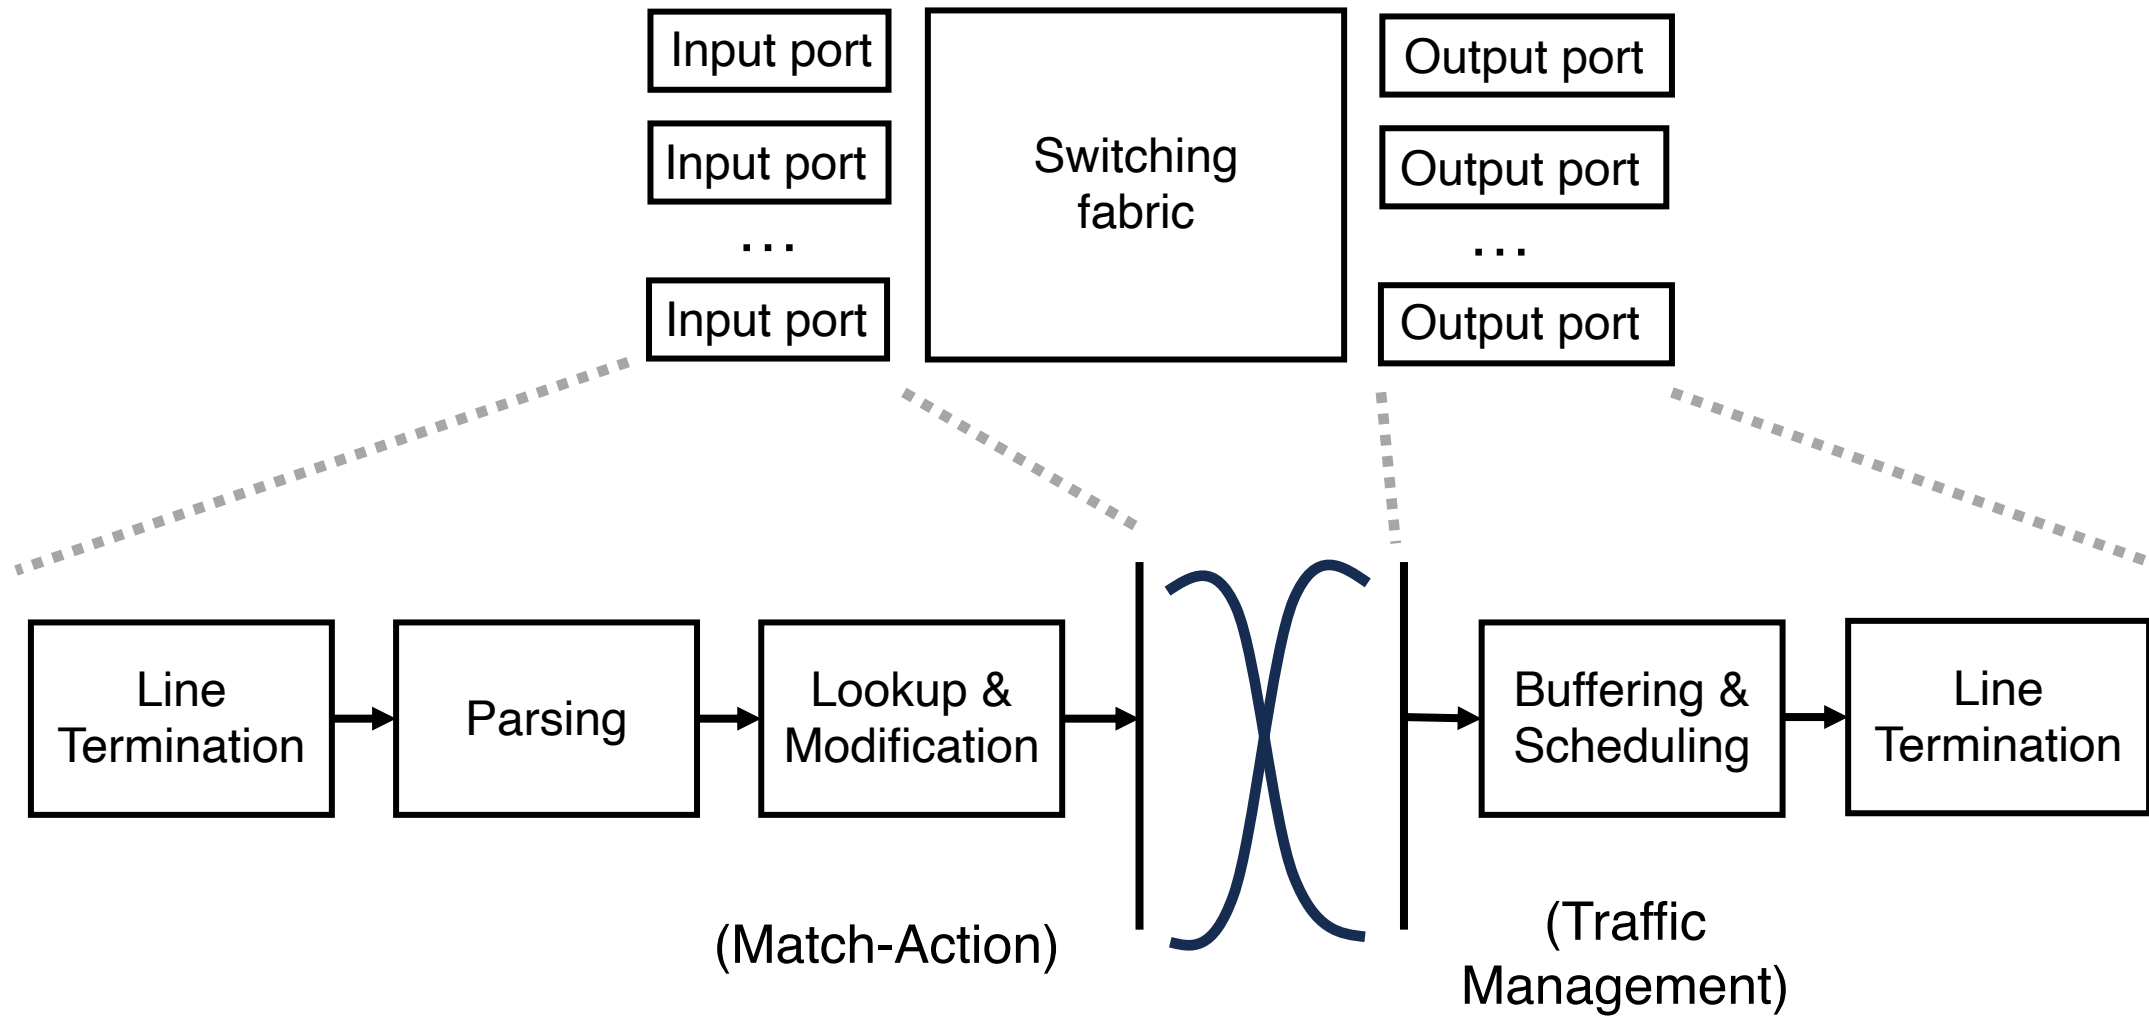 Input port
Input port
…
Input port
Switching
fabric
Output port
Output port
…
Output port
Line
Termination
Parsing
Lookup &
Modification
Buffering &
Scheduling
Line
Termination
(Match-Action)
(Traffic
Management)